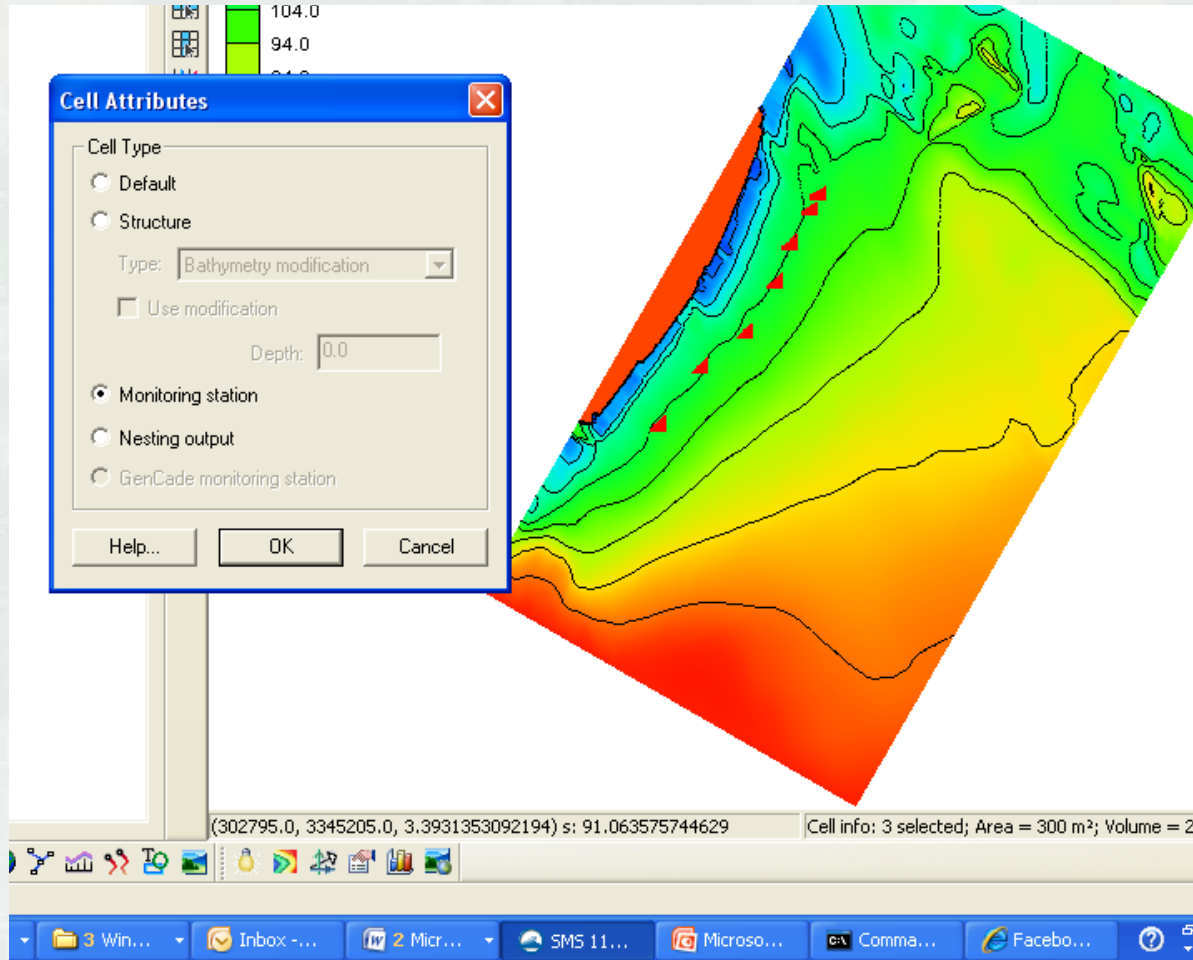 104.0
94.0
Cell Attributes
Cell Type
Default
Structure
Type: Bathymetry modification
Use modification
Depth: 0.0
Monitoring station
Nesting output
GenCade monitoring station
Help... OK Cancel
(302795.0, 3345205.0, 3.3931353092194) s: 91.063575744629 Cell info: 3 selected; Area = 300 m²; Volume = 2
3 Win... Inbox -... 2 Micr... SMS 11... Microso... Comma... Facebo...